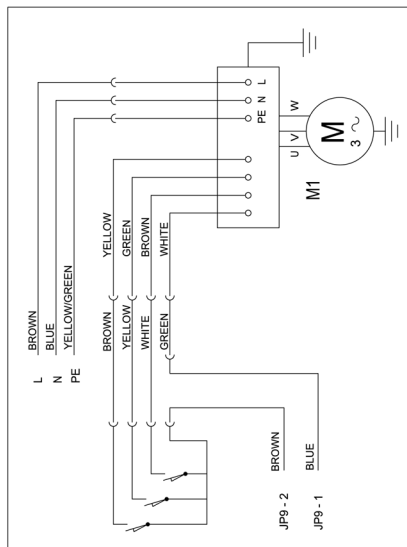 L
N
PE
W
V
U
M
3
M1
YELLOW
GREEN
BROWN
WHITE
BROWN
BLUE
YELLOW/GREEN
L
N
PE
BROWN
YELLOW
WHITE
GREEN
BROWN
BLUE
JP9 - 2
JP9 - 1